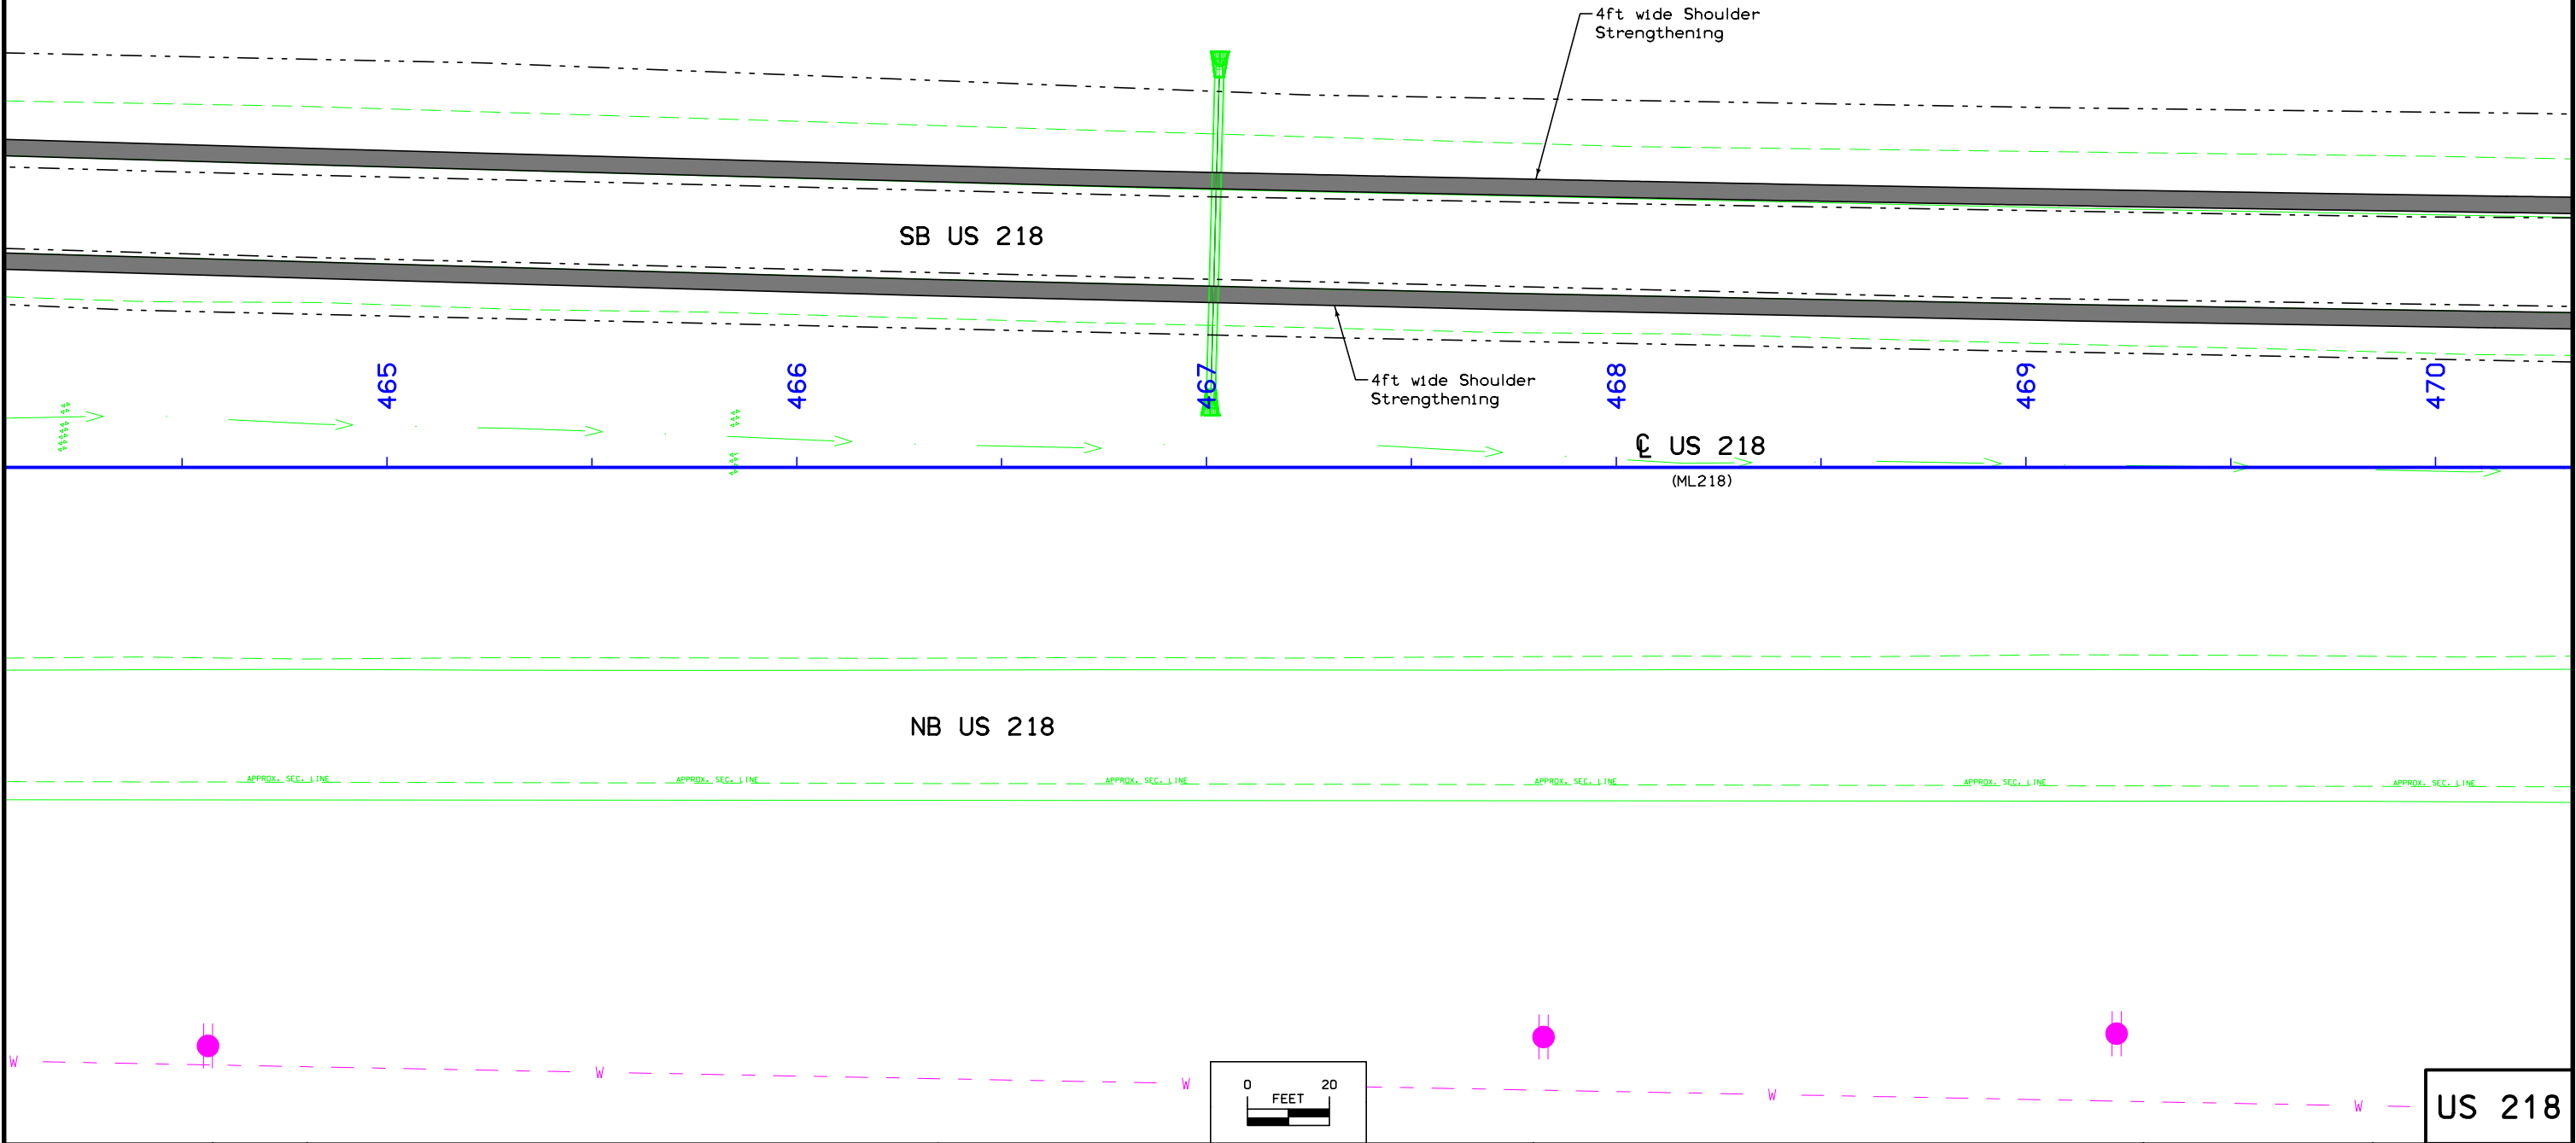 4ft wide Shoulder
Strengthening
SB US 218
465
466
467
468
469
470
4ft wide Shoulder
Strengthening
℄ US 218
(ML218)
NB US 218
APPROX. SEC. LINE
APPROX. SEC. LINE
APPROX. SEC. LINE
APPROX. SEC. LINE
APPROX. SEC. LINE
APPROX. SEC. LINE
W
W
W
W
W
0 20
FEET
US 218